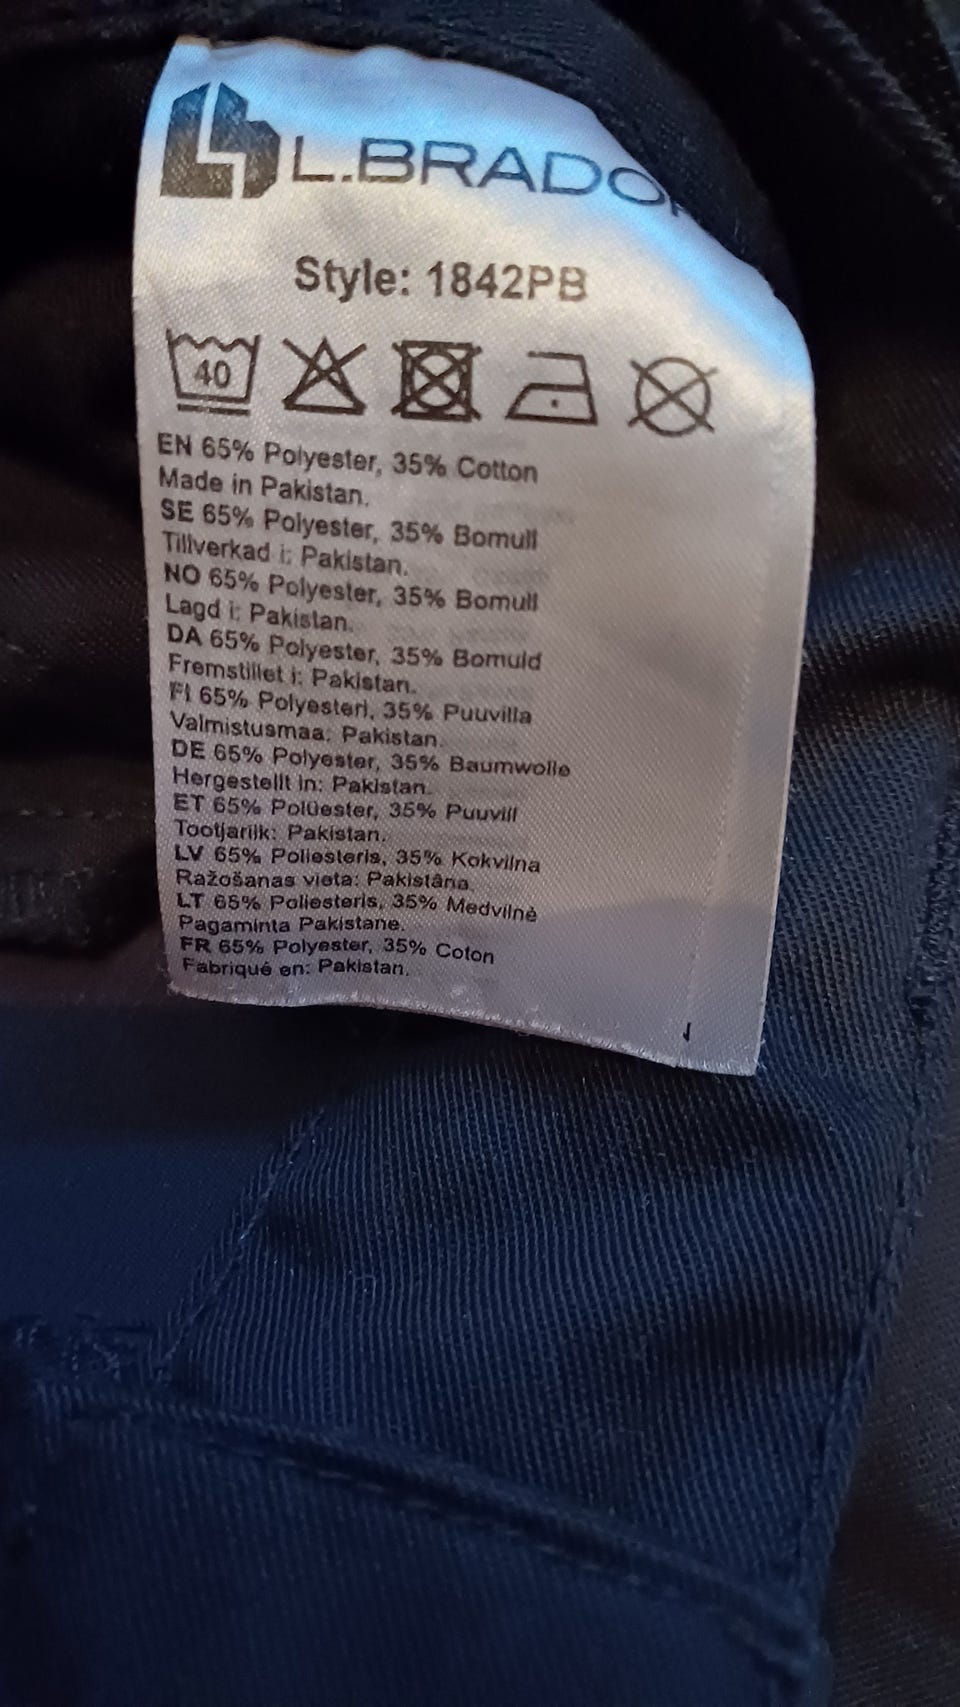 L.BRADO
Style: 1842PB
40
EN 65% Polyester, 35% Cotton
Made in Pakistan.
SE 65% Polyester, 35% Bomull
Tillverkad i: Pakistan.
NO 65% Polyester, 35% Bomull
Lagd i: Pakistan.
DA 65% Polyester, 35% Bomuld
Fremstillet i: Pakistan.
FI 65% Polyesteri, 35% Puuvilla
Valmistusmaa: Pakistan.
DE 65% Polyester, 35% Baumwolle
Hergestellt in: Pakistan.
ET 65% Polüester, 35% Puuvill
Tootjariik: Pakistan.
LV 65% Poliesteris, 35% Kokvilna
Ražošanas vieta: Pakistâna.
LT 65% Poliesteris, 35% Medvilnė
Pagaminta Pakistane.
FR 65% Polyester, 35% Coton
Fabriqué en: Pakistan.